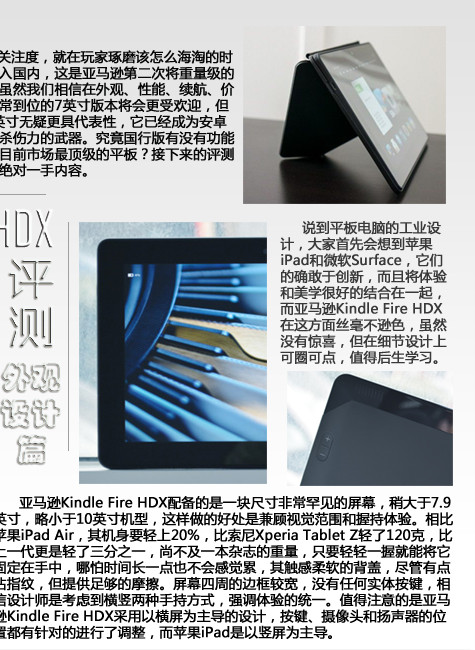 关注度，就在玩家琢磨该怎么海淘的时
入国内，这是亚马逊第二次将重量级的
虽然我们相信在外观、性能、续航、价
常到位的7英寸版本将会更受欢迎，但
英寸无疑更具代表性，它已经成为安卓
杀伤力的武器。究竟国行版有没有功能
目前市场最顶级的平板？接下来的评测
绝对一手内容。
HDX
评
测
外观
设计
篇
说到平板电脑的工业设
计，大家首先会想到苹果
iPad和微软Surface，它们
的确敢于创新，而且将体验
和美学很好的结合在一起，
而亚马逊Kindle Fire HDX
在这方面丝毫不逊色，虽然
没有惊喜，但在细节设计上
可圈可点，值得后生学习。
亚马逊Kindle Fire HDX配备的是一块尺寸非常罕见的屏幕，稍大于7.9
英寸，略小于10英寸机型，这样做的好处是兼顾视觉范围和握持体验。相比
苹果iPad Air，其机身要轻上20%，比索尼Xperia Tablet Z轻了120克，比
上一代更是轻了三分之一，尚不及一本杂志的重量，只要轻轻一握就能将它
固定在手中，哪怕时间长一点也不会感觉累，其触感柔软的背盖，尽管有点
沾指纹，但提供足够的摩擦。屏幕四周的边框较宽，没有任何实体按键，相
信设计师是考虑到横竖两种手持方式，强调体验的统一。值得注意的是亚马
逊Kindle Fire HDX采用以横屏为主导的设计，按键、摄像头和扬声器的位
置都有针对的进行了调整，而苹果iPad是以竖屏为主导。